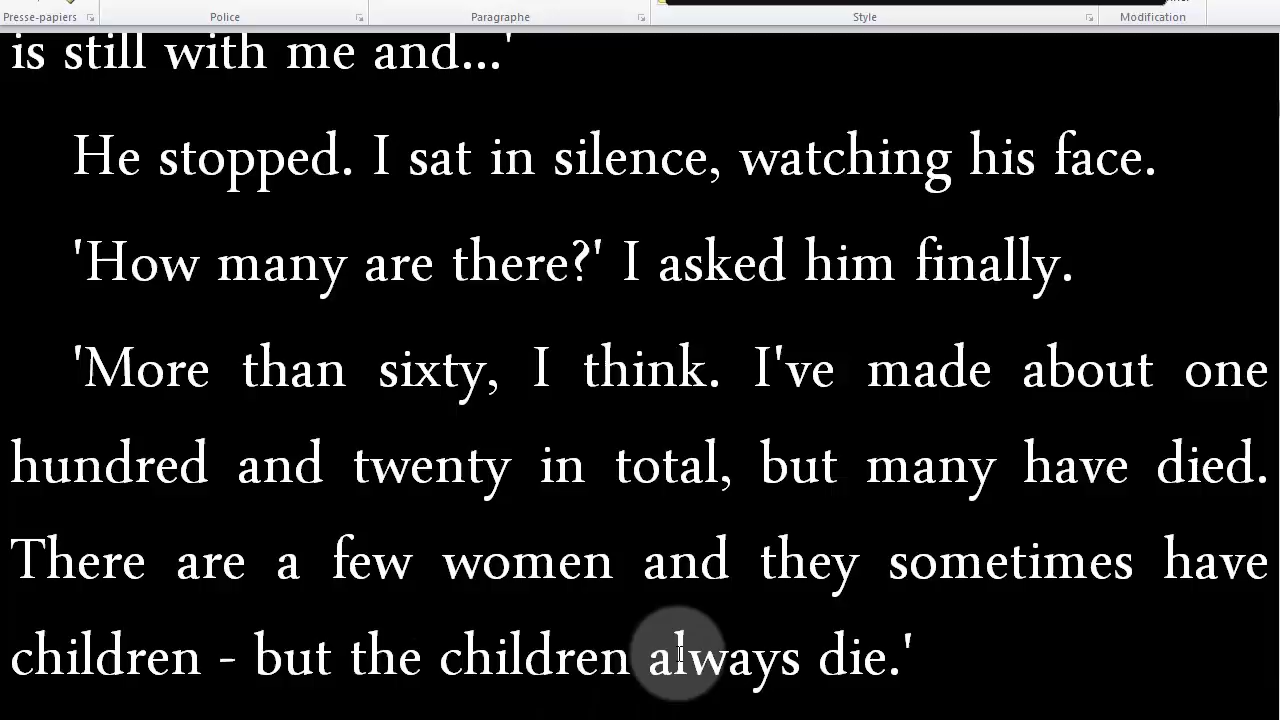 Presse-papiers Police Paragraphe Style Modification
is still with me and...'
He stopped. I sat in silence, watching his face.
'How many are there?' I asked him finally.
'More than sixty, I think. I've made about one
hundred and twenty in total, but many have died.
There are a few women and they sometimes have
children - but the children always die.'